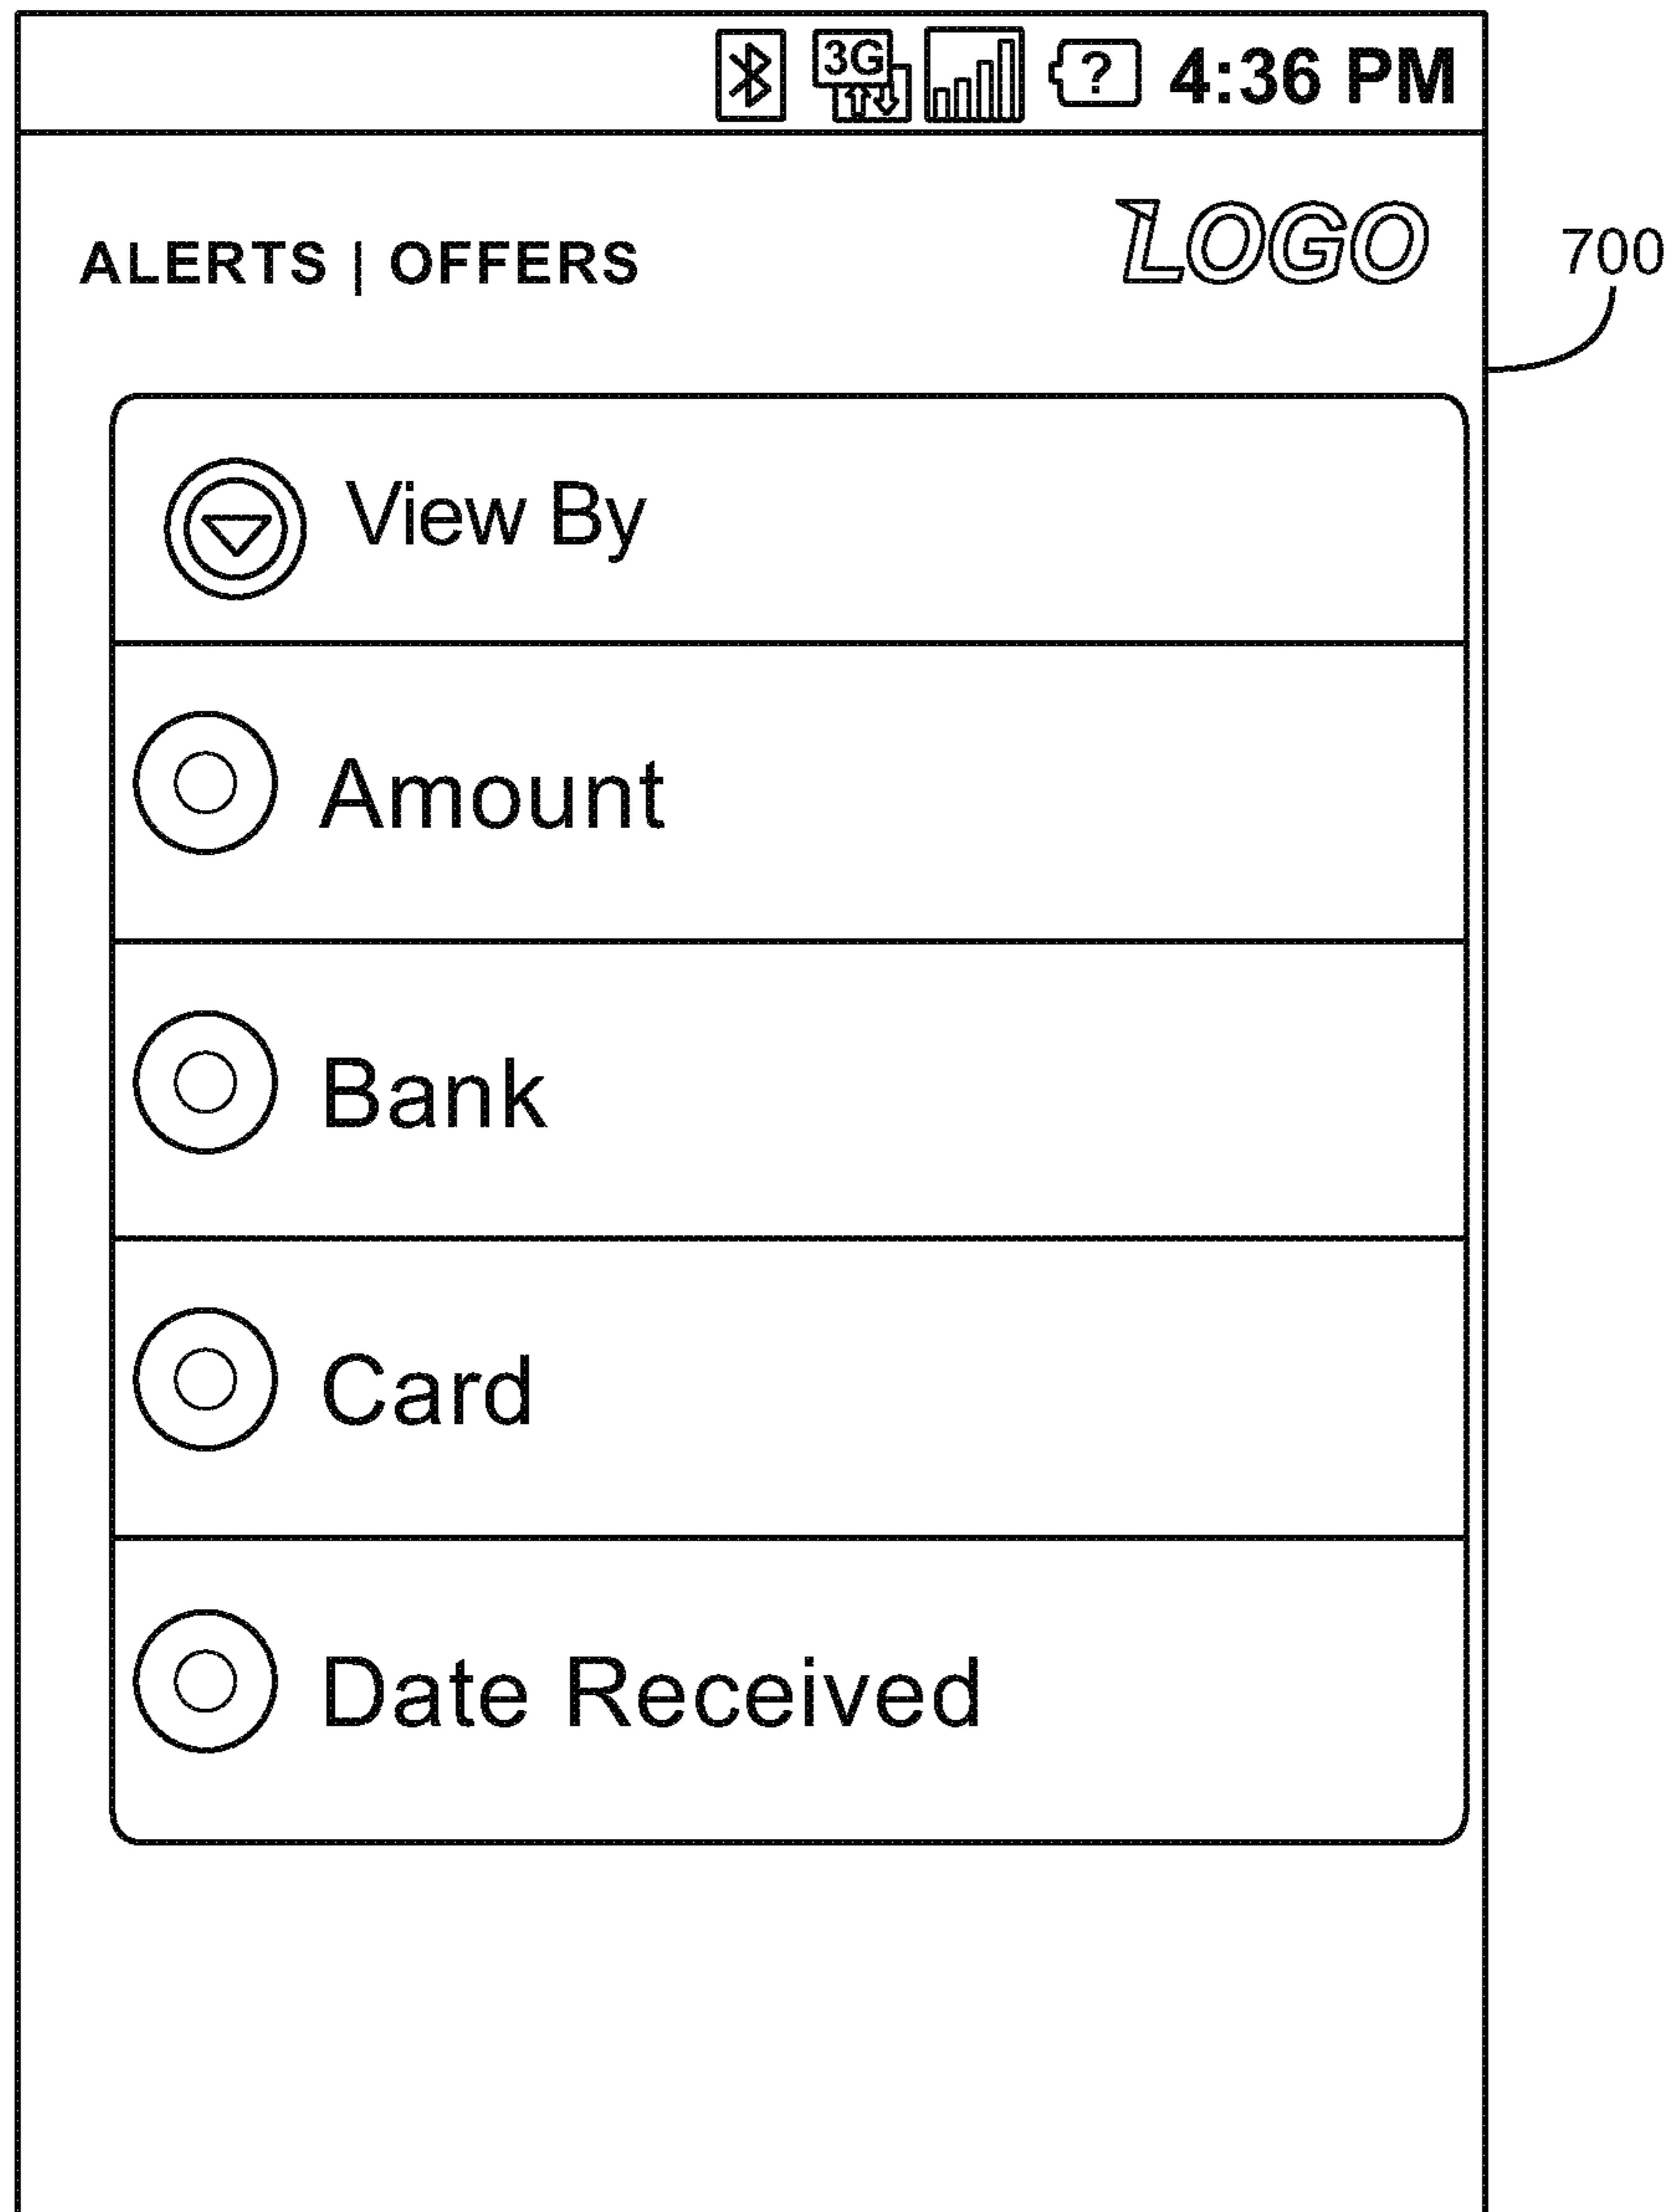 3G ? 4:36 PM
ALERTS | OFFERS LOGO
700
View By
Amount
Bank
Card
Date Received